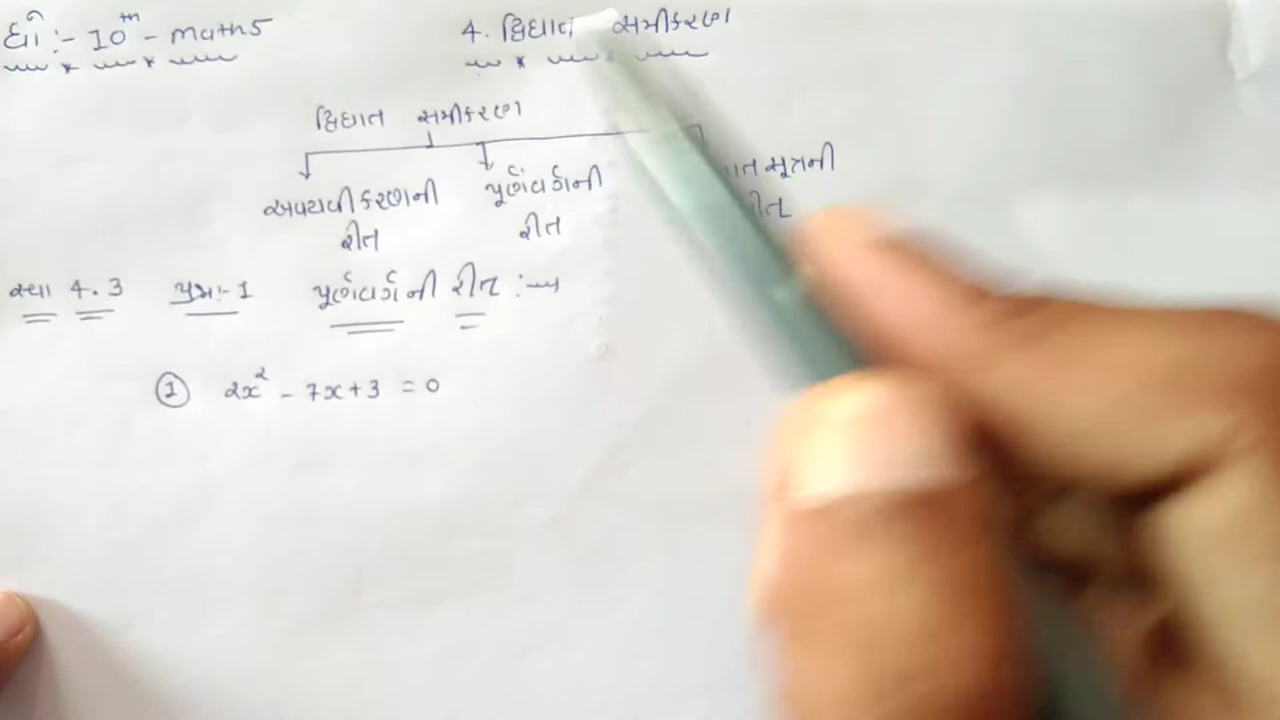 ધો :- 10th - maths
4. દ્વિઘાત સમીકરણ
દ્વિઘાત સમીકરણ
અવયવીકરણની રીત
પૂર્ણવર્ગની રીત
સૂત્રની
સ્વા 4.3 પ્રશ્ન:-1 પૂર્ણવર્ગની રીત :→
① 2x² - 7x + 3 = 0